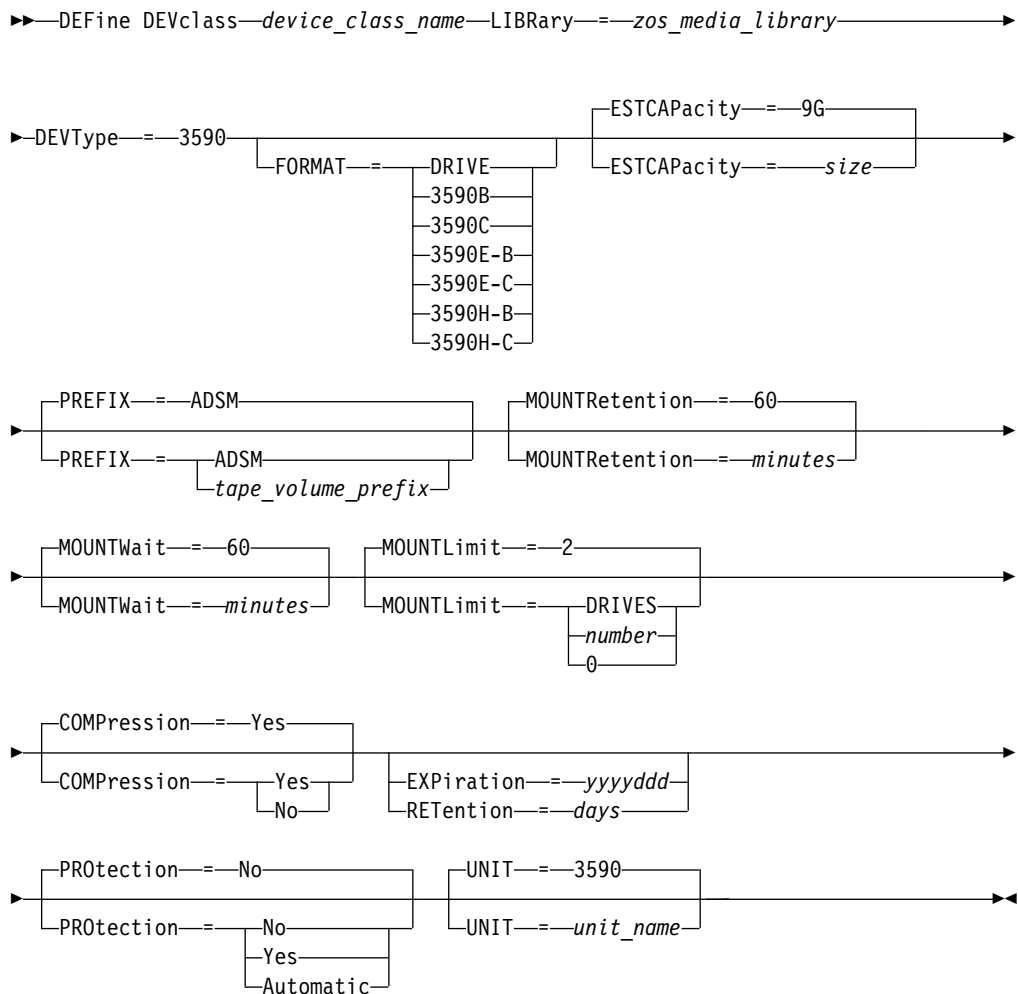 DEFine DEVclass device_class_name LIBRary = zos_media_library
ESTCAPacity = 9G
DEVType = 3590
FORMAT = DRIVE
ESTCAPacity = size
3590B
3590C
3590E-B
3590E-C
3590H-B
3590H-C
PREFIX = ADSM
MOUNTRetention = 60
PREFIX = ADSM
MOUNTRetention = minutes
tape_volume_prefix
MOUNTWait = 60
MOUNTLimit = 2
MOUNTWait = minutes
MOUNTLimit = DRIVES
number
0
COMPression = Yes
COMPression = Yes
EXPiration = yyyyddd
No
RETention = days
PROtection = No
UNIT = 3590
PROtection = No
UNIT = unit_name
Yes
Automatic